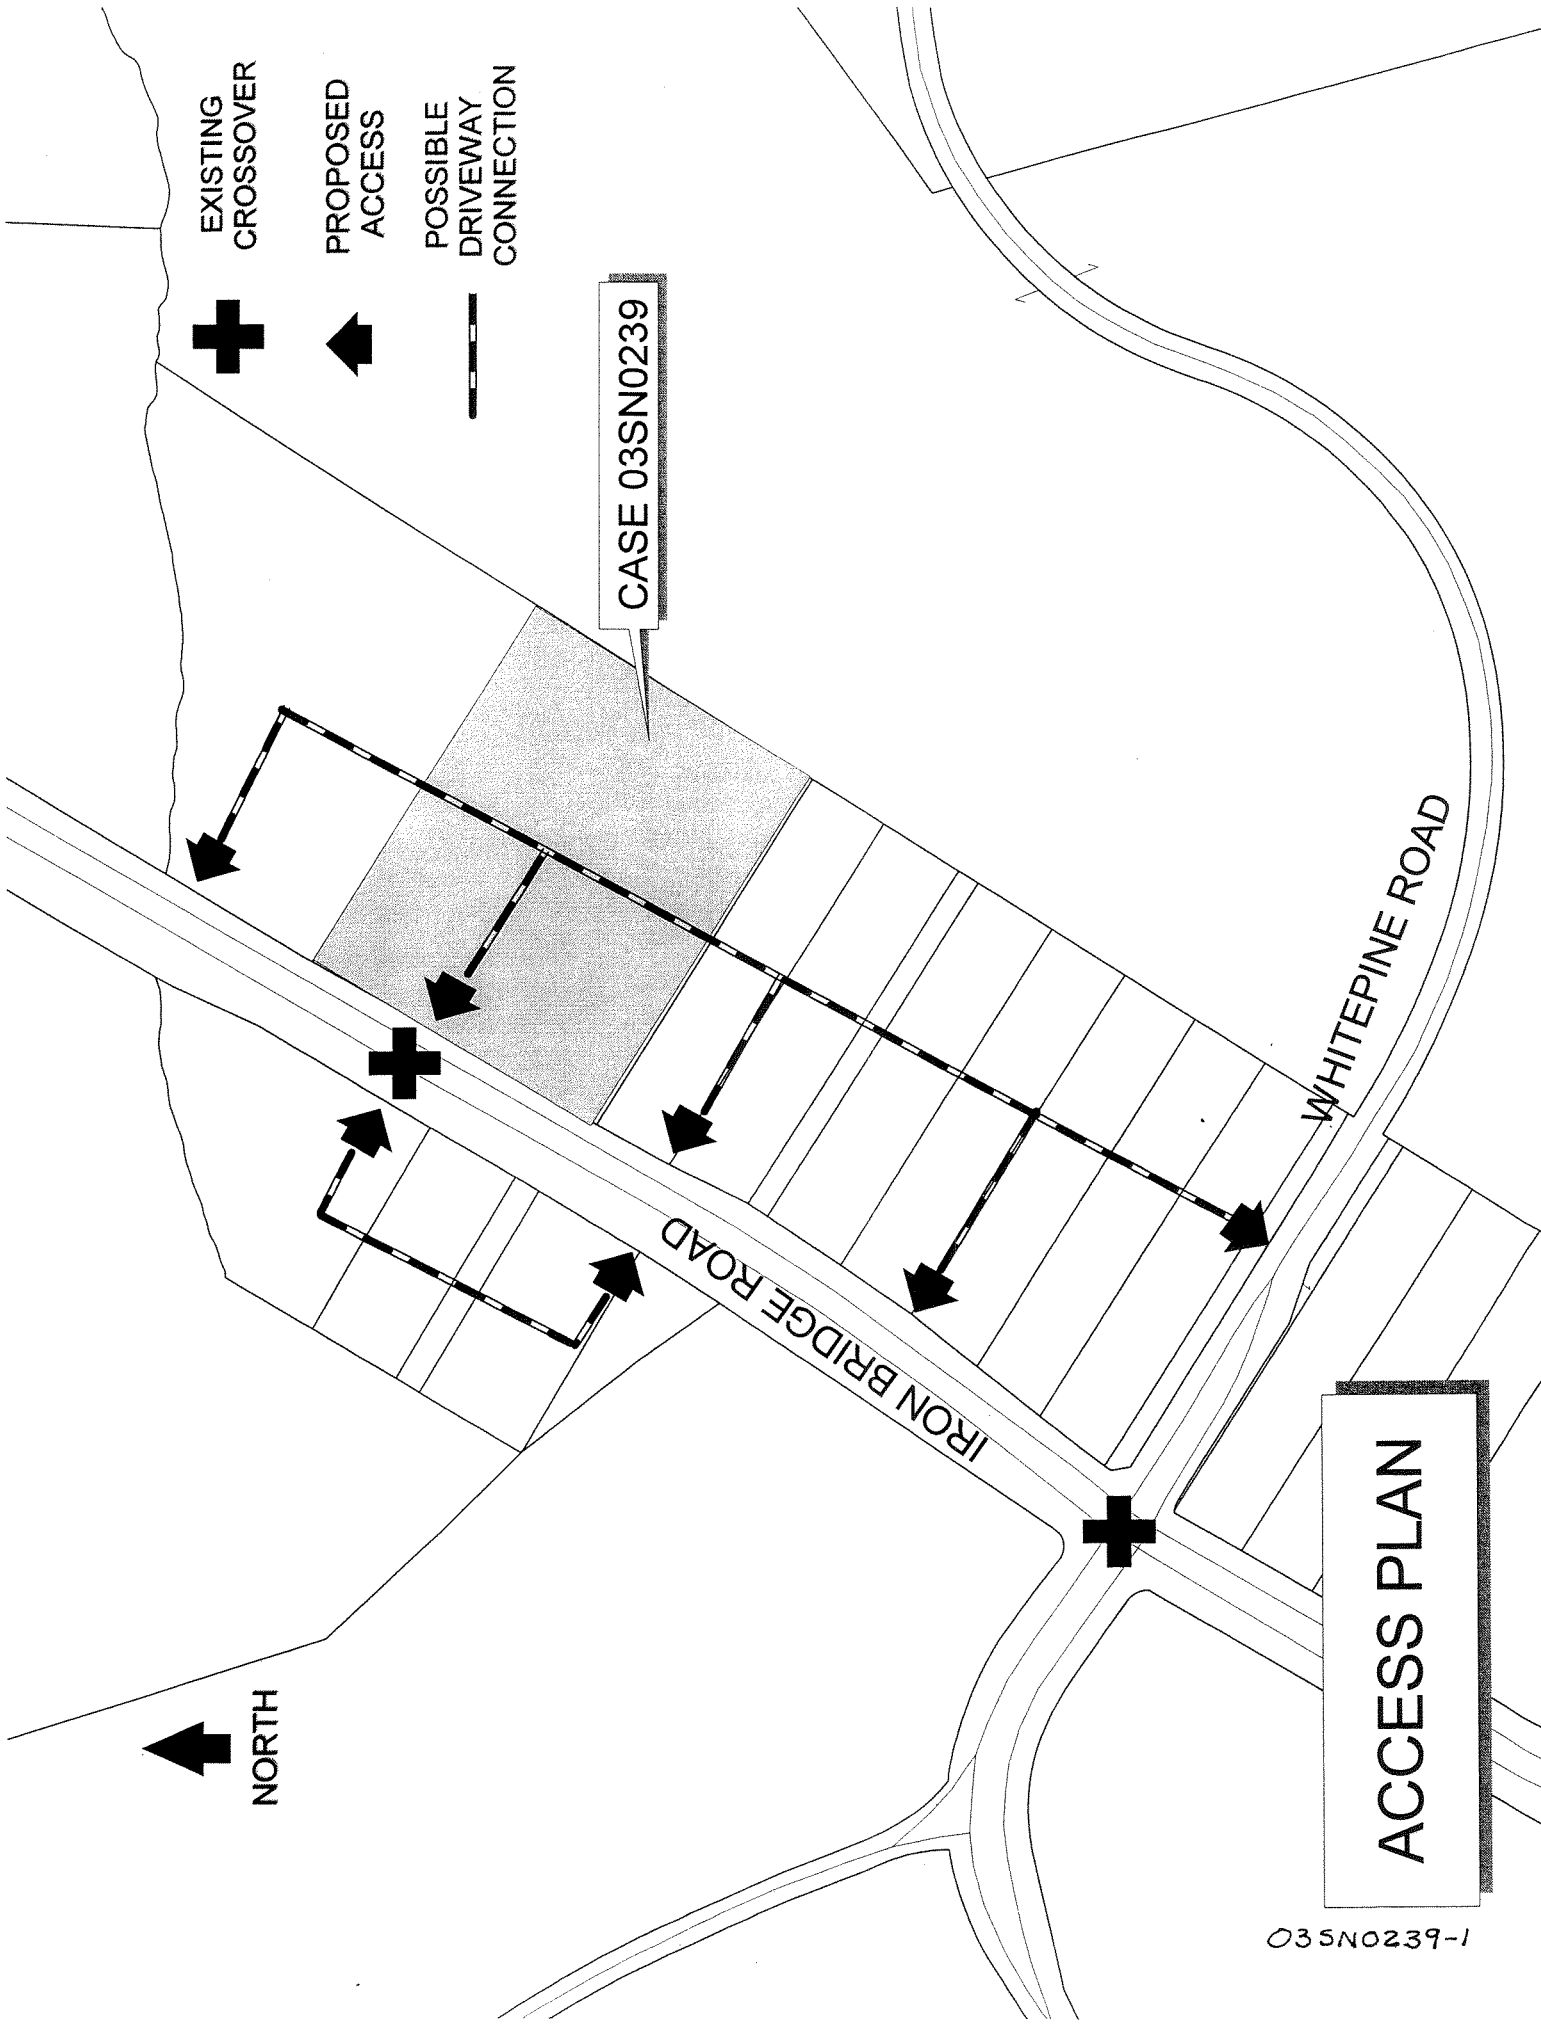 EXISTING
CROSSOVER
PROPOSED
ACCESS
POSSIBLE
DRIVEWAY
CONNECTION
CASE 03SN0239
WHITEPINE ROAD
IRON BRIDGE ROAD
NORTH
ACCESS PLAN
03SN0239-1